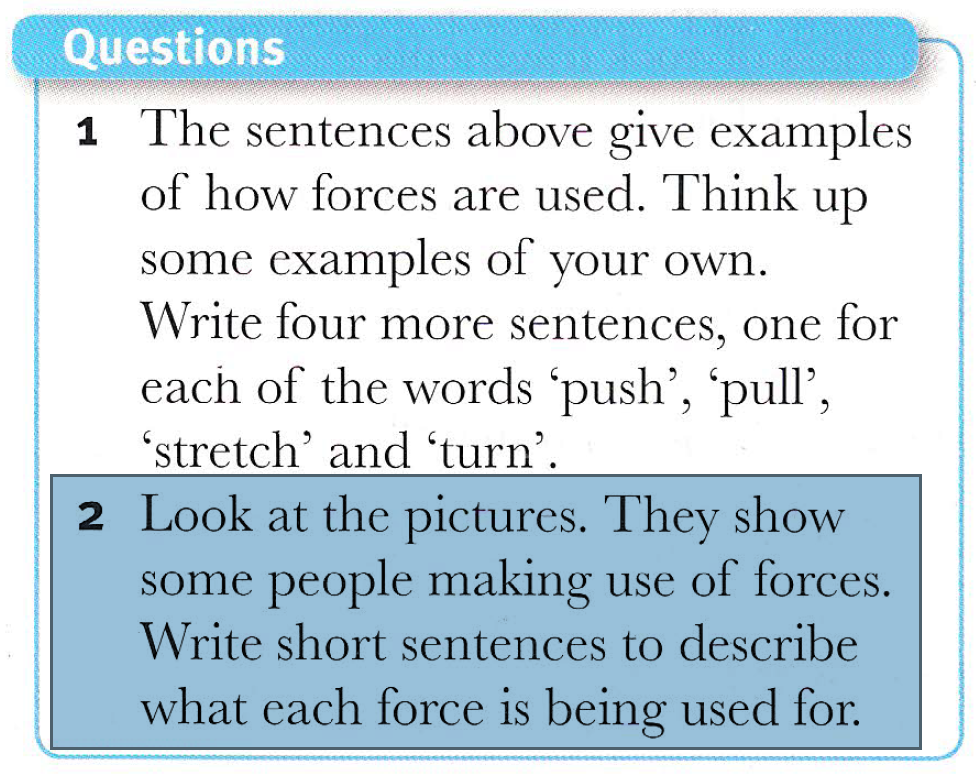 Questions
1 The sentences above give examples
of how forces are used. Think up
some examples of your own.
Write four more sentences, one for
each of the words ‘push’, ‘pull’,
‘stretch’ and ‘turn’.
2 Look at the pictures. They show
some people making use of forces.
Write short sentences to describe
what each force is being used for.